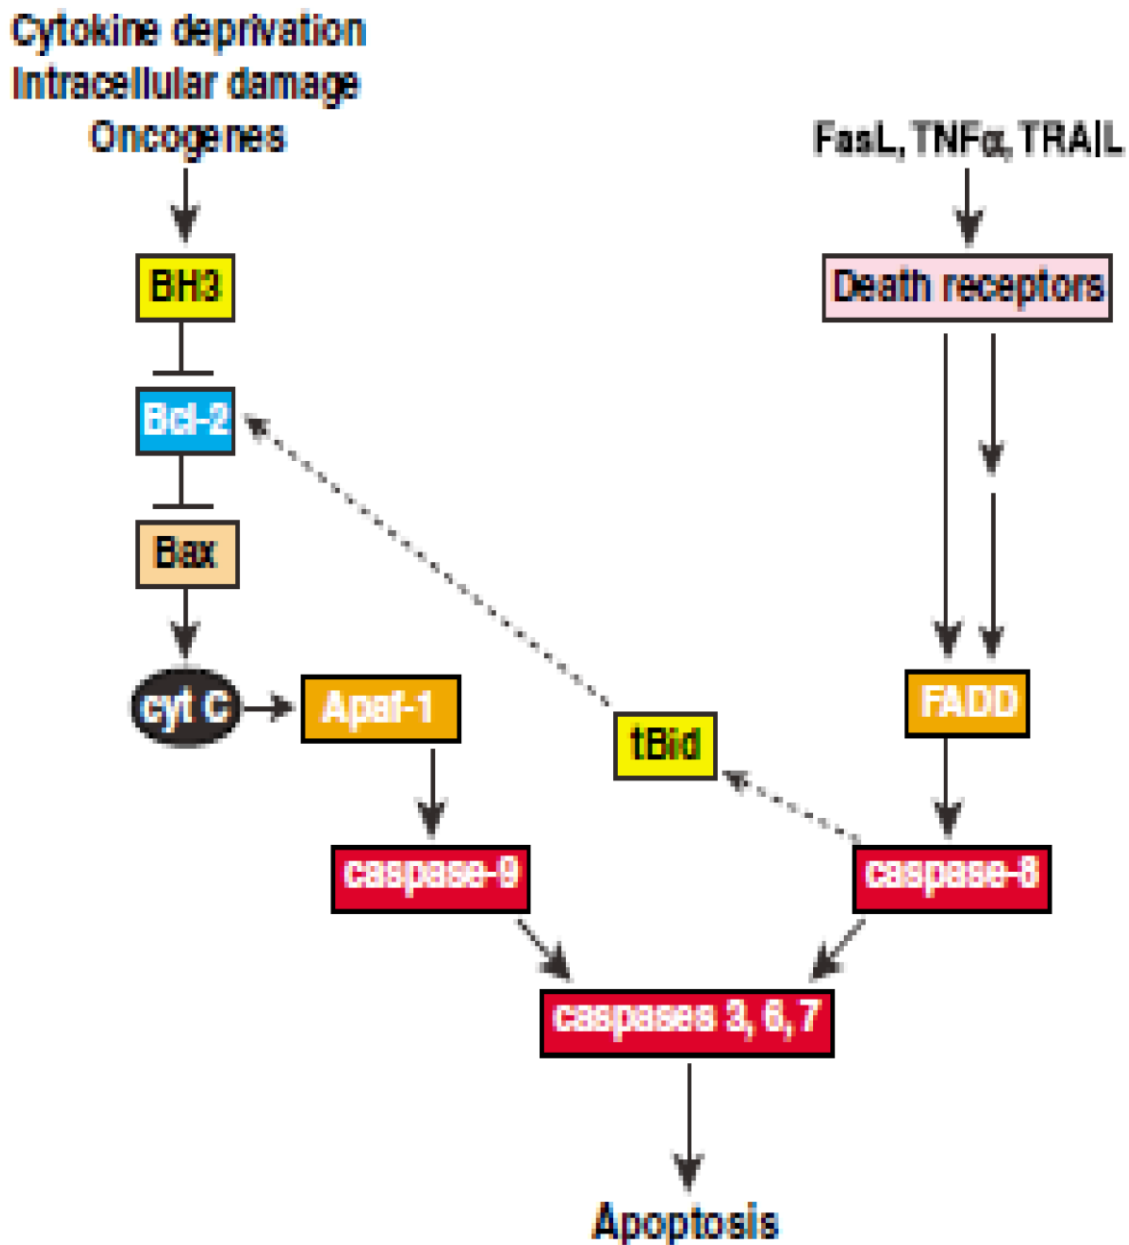 Cytokine deprivation
Intracellular damage
Oncogenes
FasL, TNFα, TRAIL
BH3
Death receptors
Bcl-2
Bax
cyt C
Apaf-1
tBid
FADD
caspase-9
caspase-8
caspases 3, 6, 7
Apoptosis